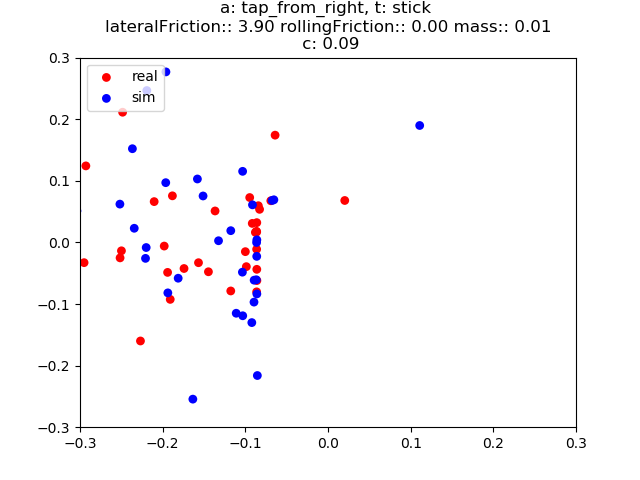 a: tap_from_right, t: stick
lateralFriction:: 3.90 rollingFriction:: 0.00 mass:: 0.01
c: 0.09
real
sim
0.3
0.2
0.1
0.0
−0.1
−0.2
−0.3
−0.3 −0.2 −0.1 0.0 0.1 0.2 0.3